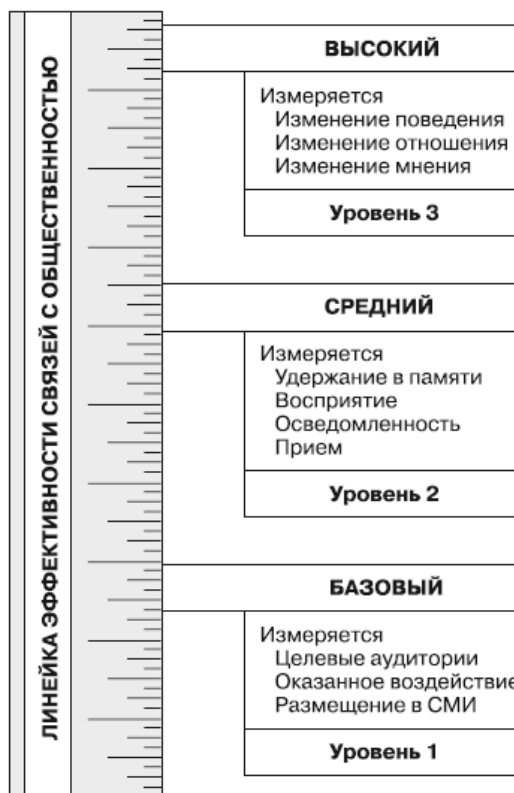 ЛИНЕЙКА ЭФФЕКТИВНОСТИ СВЯЗЕЙ С ОБЩЕСТВЕННОСТЬЮ
ВЫСОКИЙ
Измеряется
Изменение поведения
Изменение отношения
Изменение мнения
Уровень 3
СРЕДНИЙ
Измеряется
Удержание в памяти
Восприятие
Осведомленность
Прием
Уровень 2
БАЗОВЫЙ
Измеряется
Целевые аудитории
Оказанное воздействие
Размещение в СМИ
Уровень 1